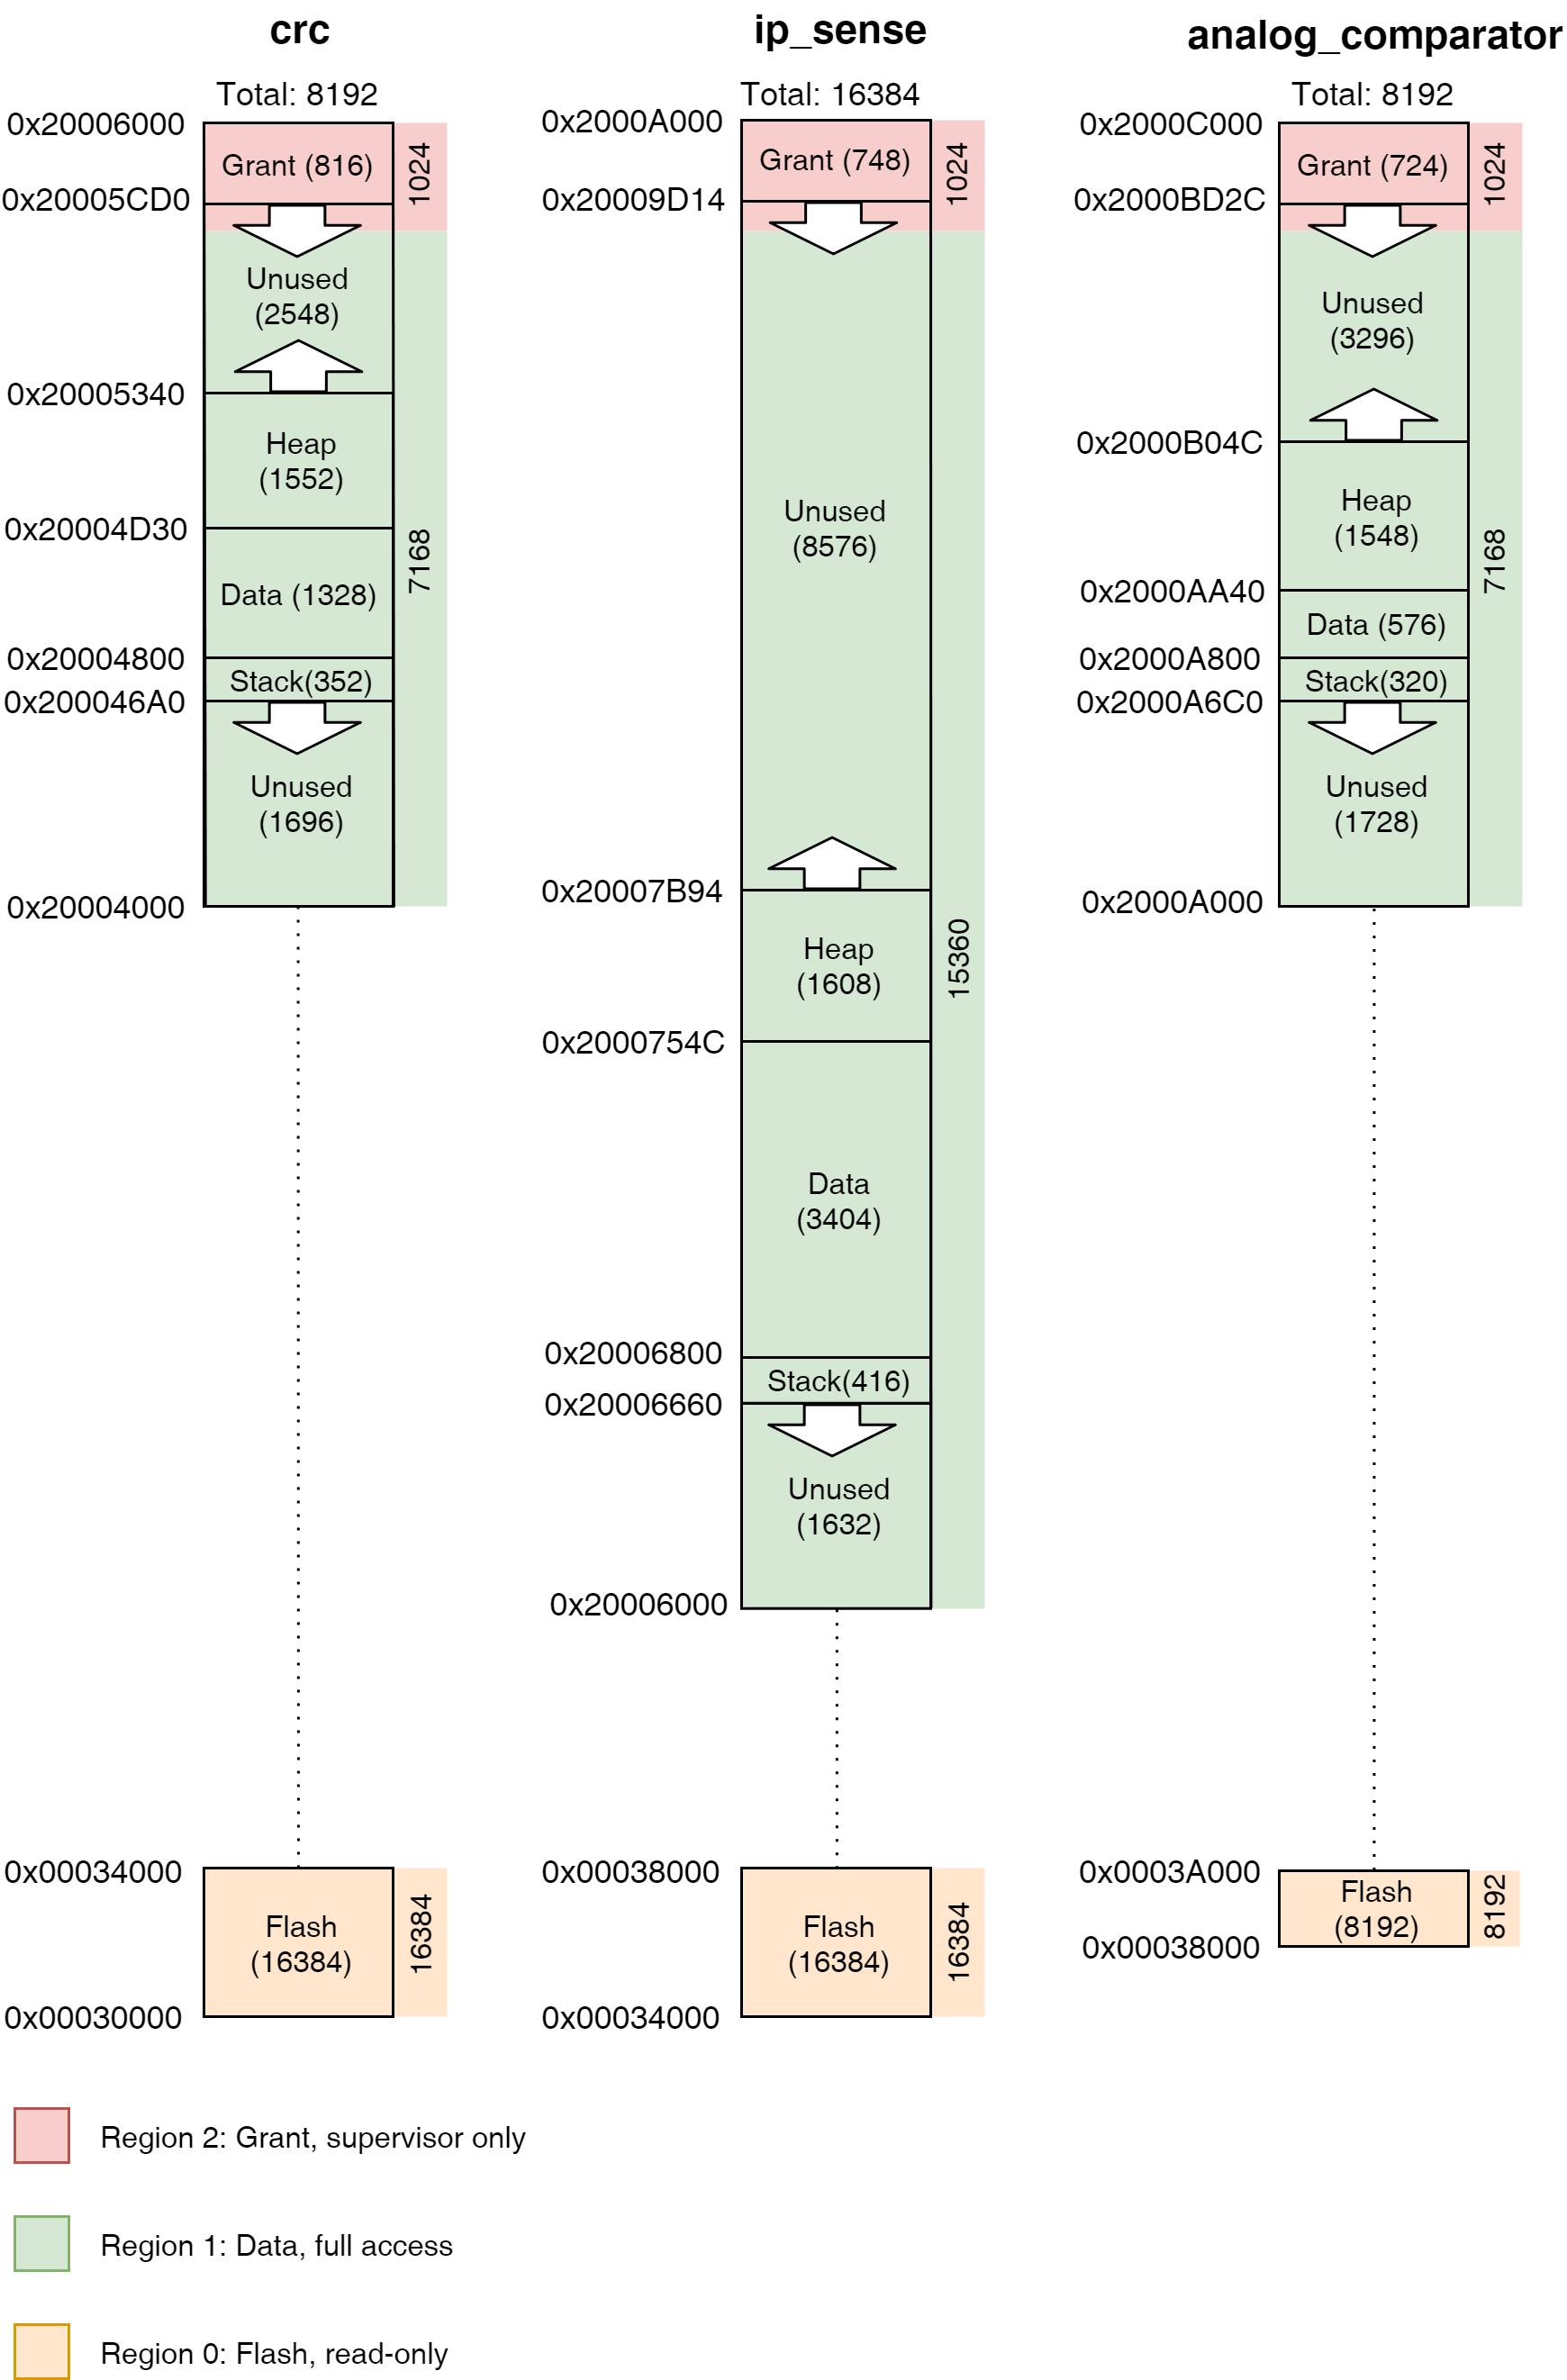 crc
Total: 8192
0x20006000
Grant (816)
1024
0x20005CD0
Unused
(2548)
0x20005340
Heap
(1552)
0x20004D30
7168
Data (1328)
0x20004800
Stack(352)
0x200046A0
Unused
(1696)
0x20004000
0x00034000
Flash
(16384)
16384
0x00030000
ip_sense
Total: 16384
0x2000A000
Grant (748)
1024
0x20009D14
Unused
(8576)
0x20007B94
Heap
(1608)
15360
0x2000754C
Data
(3404)
0x20006800
Stack(416)
0x20006660
Unused
(1632)
0x20006000
0x00038000
Flash
(16384)
16384
0x00034000
analog_comparator
Total: 8192
0x2000C000
Grant (724)
1024
0x2000BD2C
Unused
(3296)
0x2000B04C
Heap
(1548)
7168
0x2000AA40
Data (576)
0x2000A800
Stack(320)
0x2000A6C0
Unused
(1728)
0x2000A000
0x0003A000
Flash
(8192)
8192
0x00038000
Region 2: Grant, supervisor only
Region 1: Data, full access
Region 0: Flash, read-only